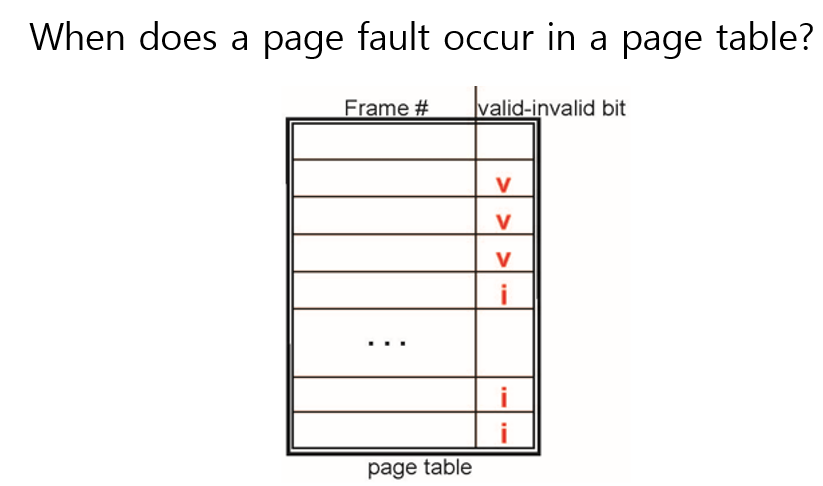 When does a page fault occur in a page table?
Frame # valid-invalid bit
v
v
v
i
...
i
i
page table